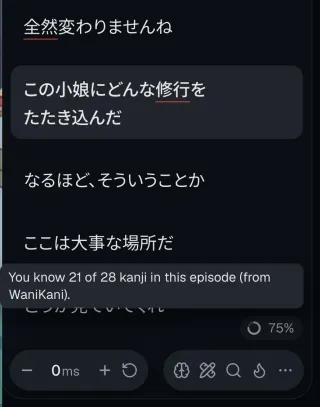 全然変わりませんね
この小娘にどんな修行を
たたき込んだ
なるほど、そういうことか
ここは大事な場所だ
You know 21 of 28 kanji in this episode (from
WaniKani).
75%
0ms